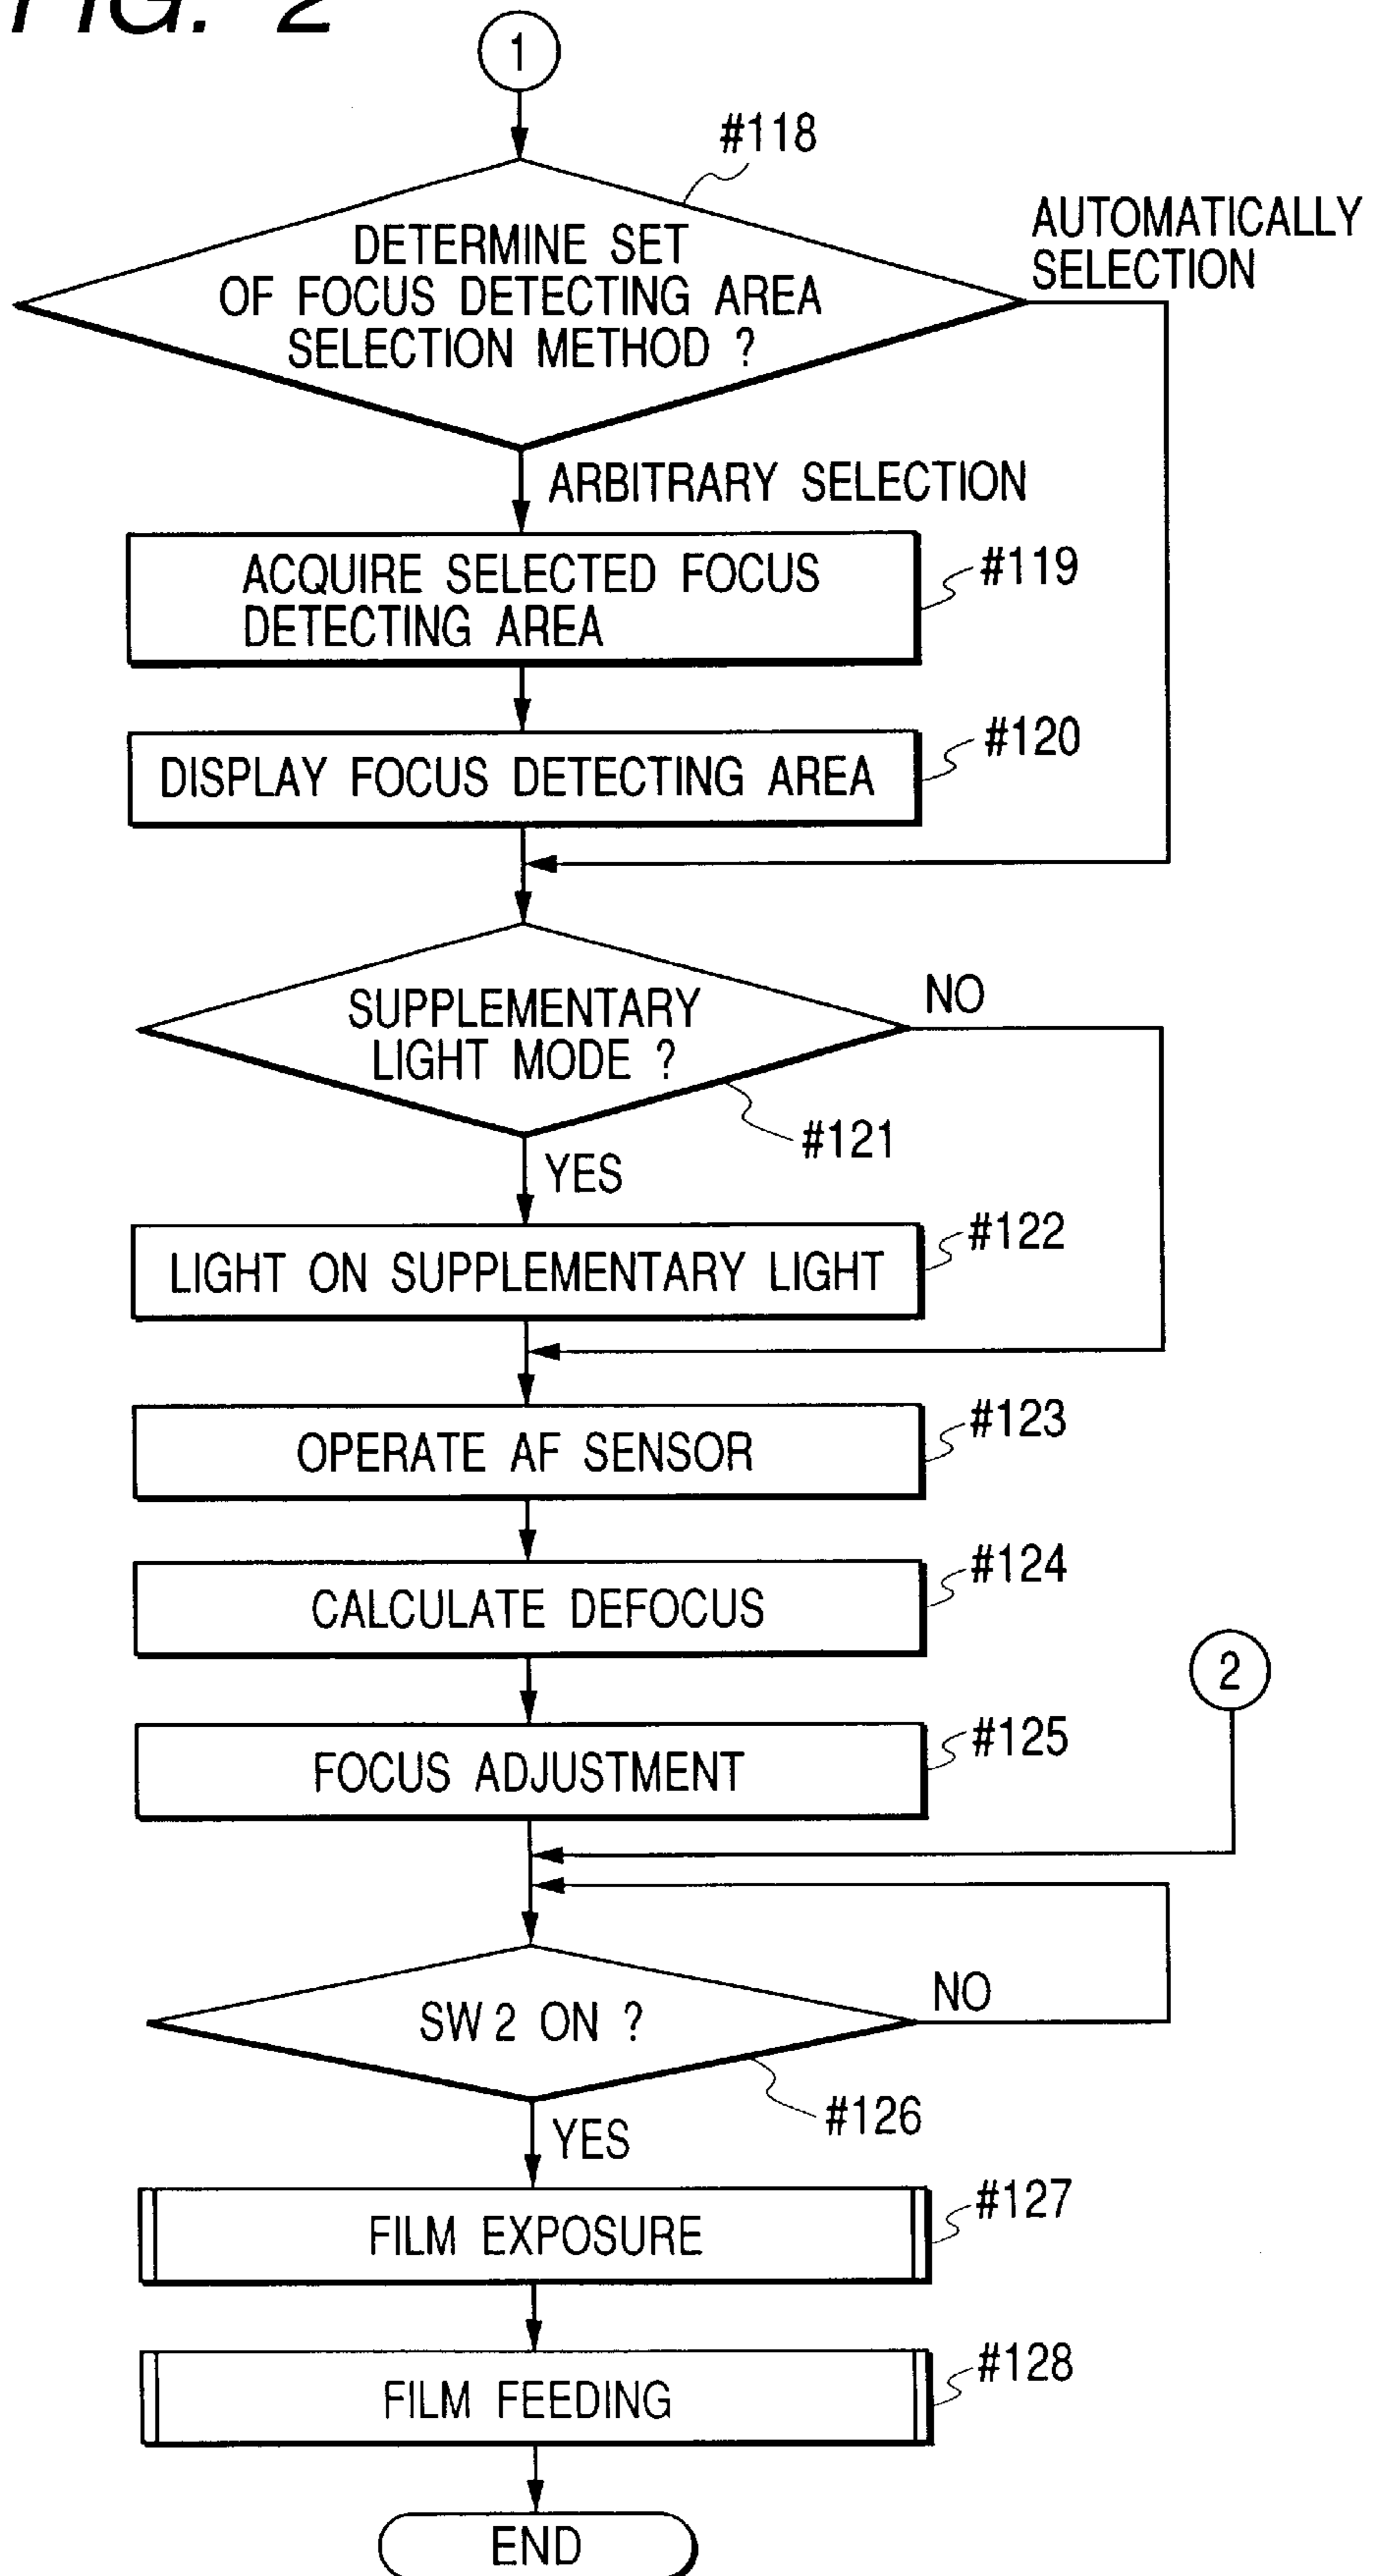 FIG. 2
1
#118
DETERMINE SET
OF FOCUS DETECTING AREA
SELECTION METHOD ?
AUTOMATICALLY
SELECTION
ARBITRARY SELECTION
ACQUIRE SELECTED FOCUS
DETECTING AREA
#119
DISPLAY FOCUS DETECTING AREA
#120
SUPPLEMENTARY
LIGHT MODE ?
NO
#121
YES
LIGHT ON SUPPLEMENTARY LIGHT
#122
OPERATE AF SENSOR
#123
CALCULATE DEFOCUS
#124
2
FOCUS ADJUSTMENT
#125
SW2 ON ?
NO
#126
YES
FILM EXPOSURE
#127
FILM FEEDING
#128
END